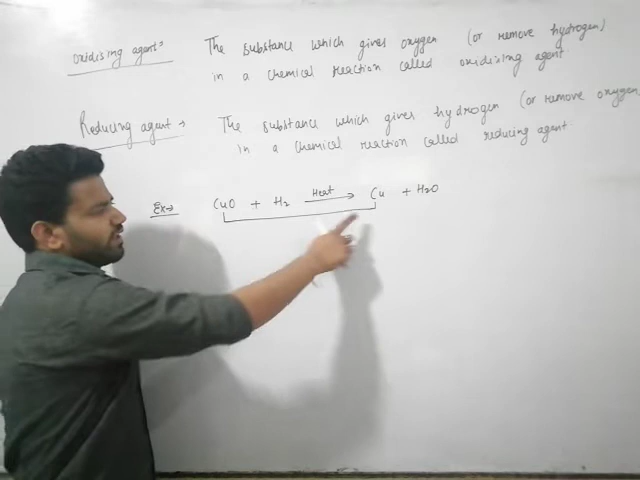 Oxidising agent → The substance which gives oxygen (or remove hydrogen)
in a chemical reaction called oxidising agent
Reducing agent → The substance which gives hydrogen (or remove oxygen)
in a chemical reaction called reducing agent
Ex → CuO + H₂ Heat → Cu + H₂O